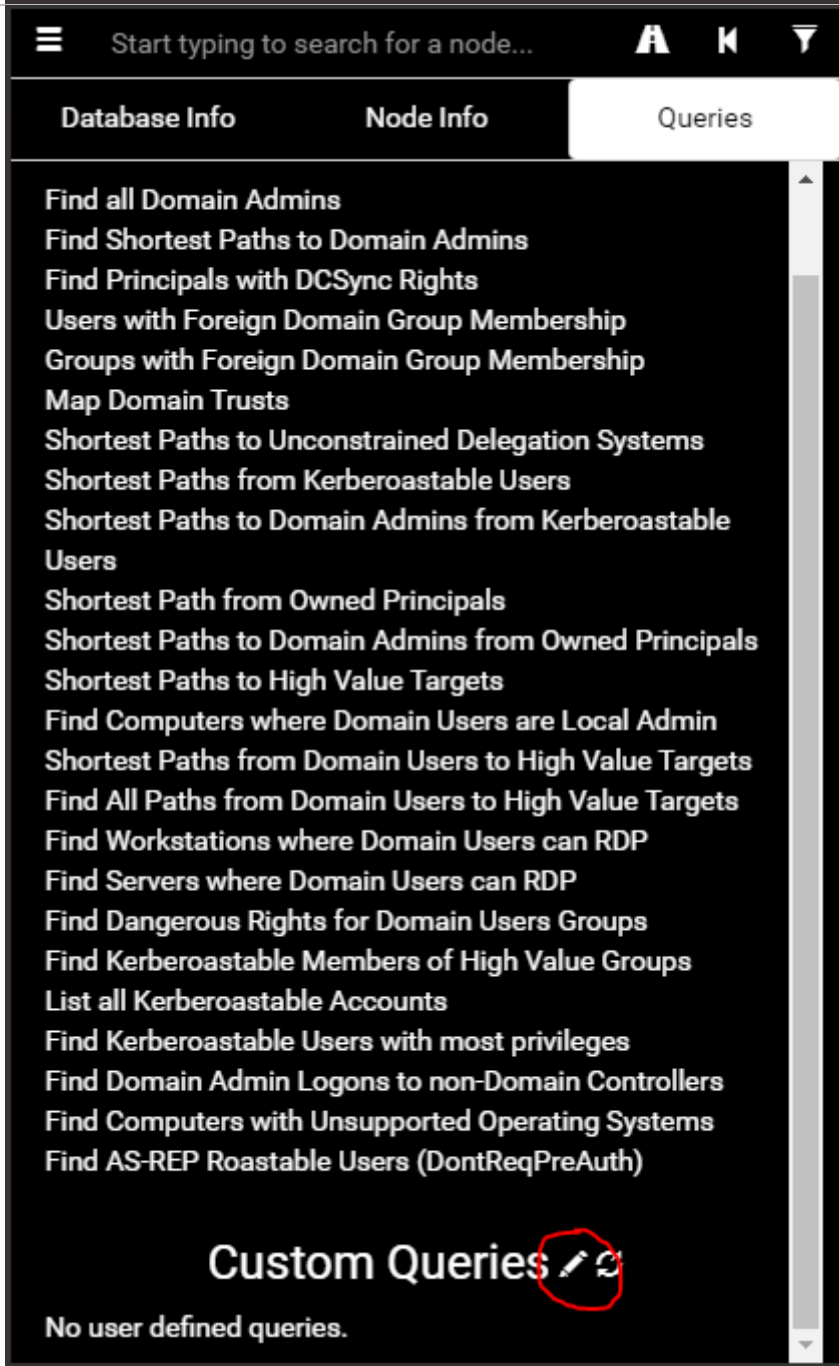 Start typing to search for a node...
Database Info Node Info Queries
Find all Domain Admins
Find Shortest Paths to Domain Admins
Find Principals with DCSync Rights
Users with Foreign Domain Group Membership
Groups with Foreign Domain Group Membership
Map Domain Trusts
Shortest Paths to Unconstrained Delegation Systems
Shortest Paths from Kerberoastable Users
Shortest Paths to Domain Admins from Kerberoastable
Users
Shortest Path from Owned Principals
Shortest Paths to Domain Admins from Owned Principals
Shortest Paths to High Value Targets
Find Computers where Domain Users are Local Admin
Shortest Paths from Domain Users to High Value Targets
Find All Paths from Domain Users to High Value Targets
Find Workstations where Domain Users can RDP
Find Servers where Domain Users can RDP
Find Dangerous Rights for Domain Users Groups
Find Kerberoastable Members of High Value Groups
List all Kerberoastable Accounts
Find Kerberoastable Users with most privileges
Find Domain Admin Logons to non-Domain Controllers
Find Computers with Unsupported Operating Systems
Find AS-REP Roastable Users (DontReqPreAuth)
Custom Queries
No user defined queries.